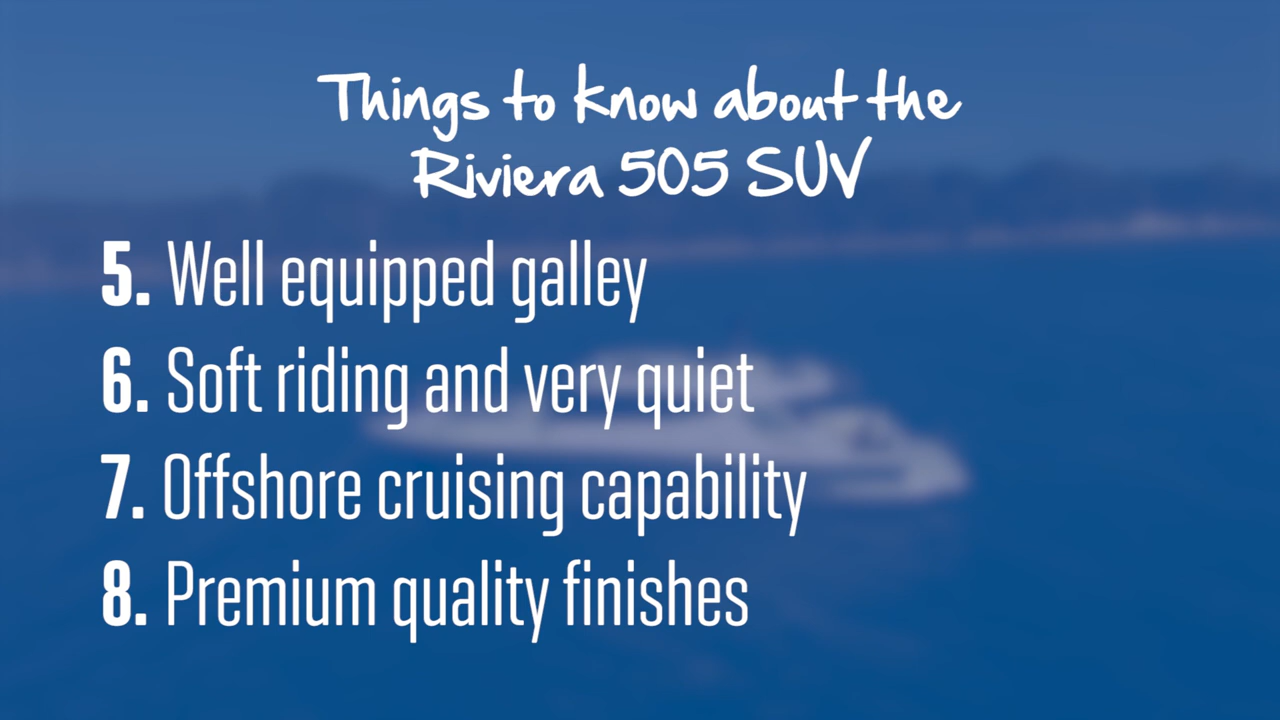 Things to know about the
Riviera 505 SUV
5. Well equipped galley
6. Soft riding and very quiet
7. Offshore cruising capability
8. Premium quality finishes